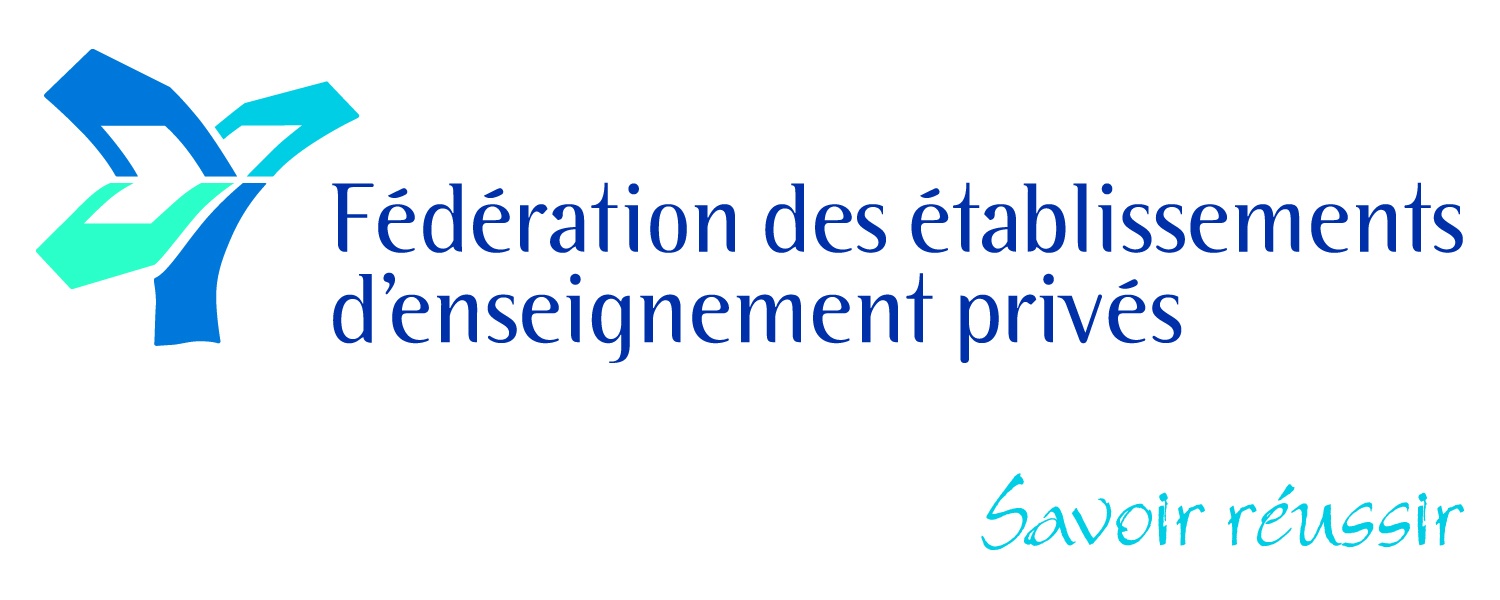 Fédération des établissements
d’enseignement privés
Savoir réussir